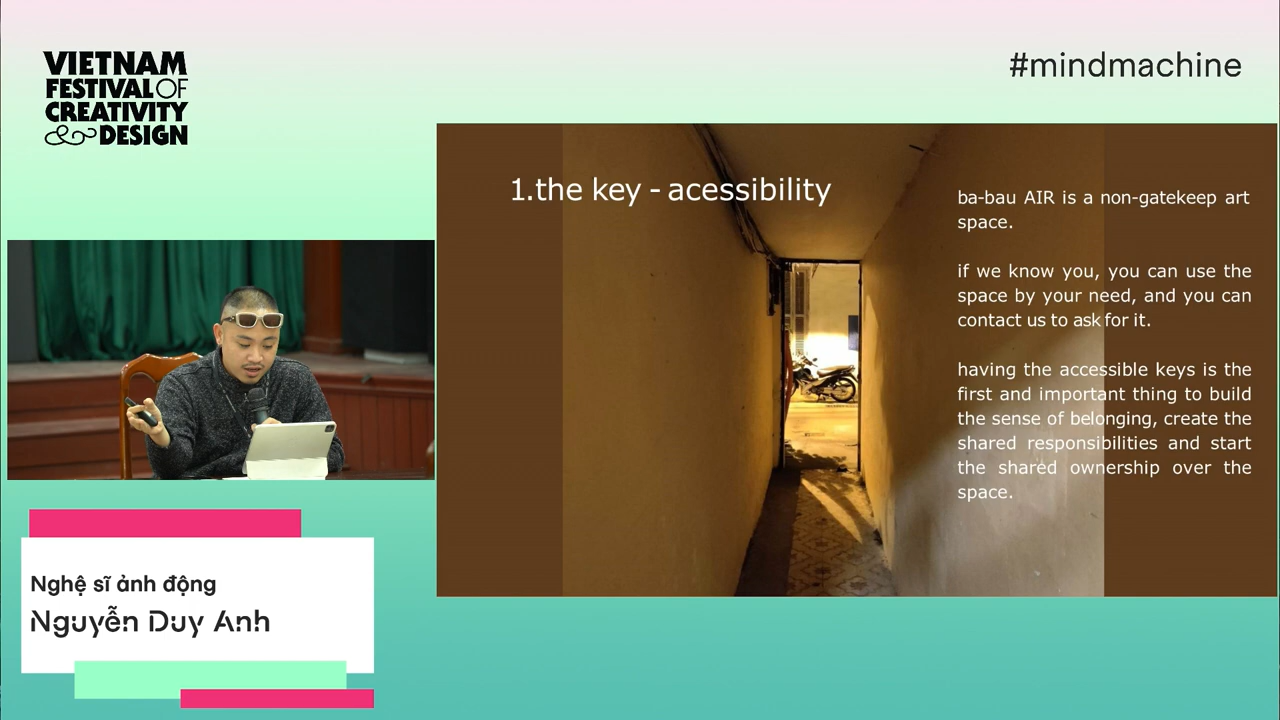 VIETNAM
FESTIVAL OF
CREATIVITY
& DESIGN
#mindmachine
1.the key - acessibility
ba-bau AIR is a non-gatekeep art
space.
if we know you, you can use the
space by your need, and you can
contact us to ask for it.
having the accessible keys is the
first and important thing to build
the sense of belonging, create the
shared responsibilities and start
the shared ownership over the
space.
Nghệ sĩ ảnh động
Nguyễn Duy Anh